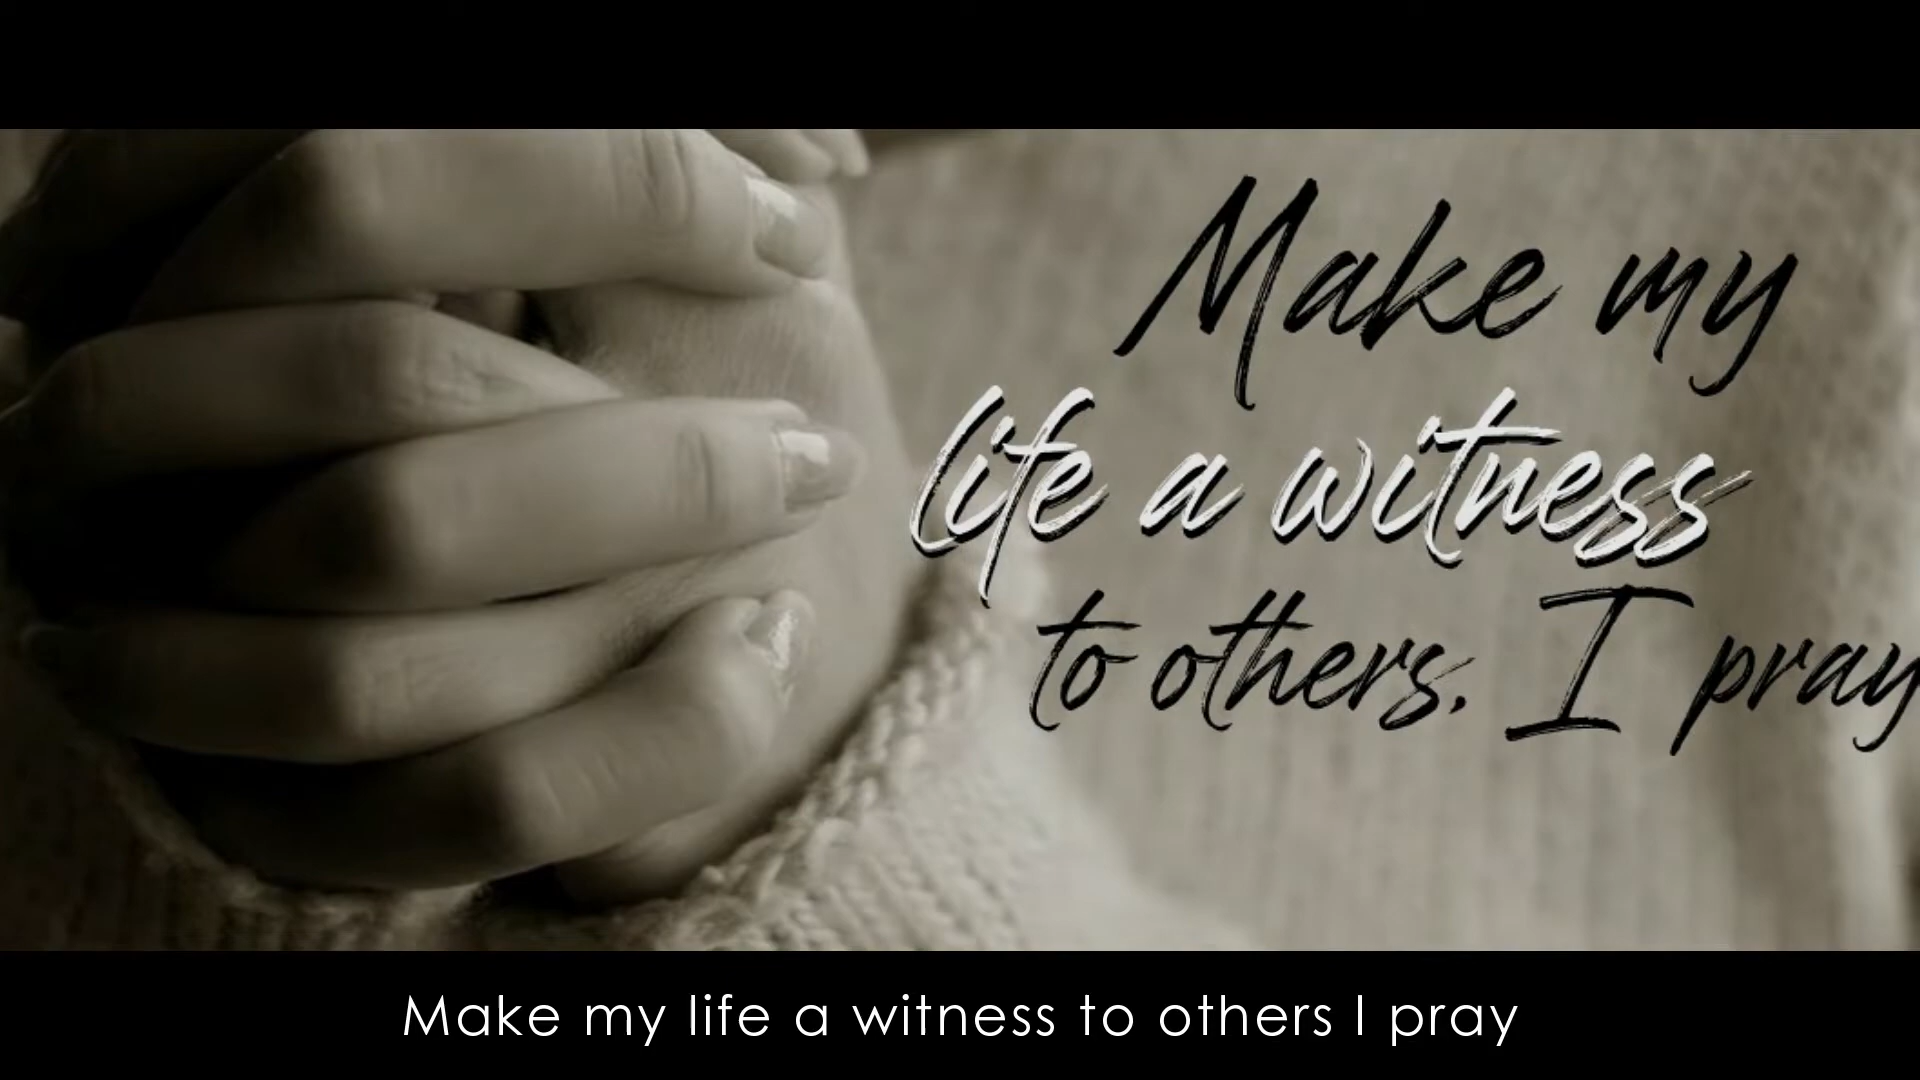 Make my
life a witness
to others. I pray
Make my life a witness to others I pray